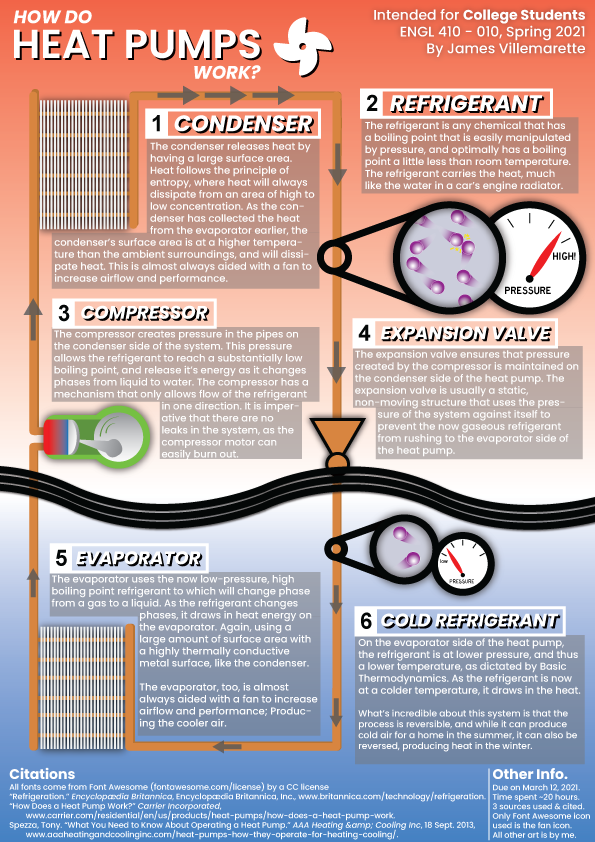 HOW DO
HEAT PUMPS
WORK?
Intended for College Students
ENGL 410 - 010, Spring 2021
By James Villemarette
1 CONDENSER
The condenser releases heat by
having a large surface area.
Heat follows the principle of
entropy, where heat will always
dissipate from an area of high to
low concentration. As the con-
denser has collected the heat
from the evaporator earlier, the
condenser's surface area is at a higher tempera-
ture than the ambient surroundings, and will dissi-
pate heat. This is almost always aided with a fan to
increase airflow and performance.
2 REFRIGERANT
The refrigerant is any chemical that has
a boiling point that is easily manipulated
by pressure, and optimally has a boiling
point a little less than room temperature.
The refrigerant carries the heat, much
like the water in a car's engine radiator.
HIGH!
PRESSURE
3 COMPRESSOR
The compressor creates pressure in the pipes on
the condenser side of the system. This pressure
allows the refrigerant to reach a substantially low
boiling point, and release it's energy as it changes
phases from liquid to water. The compressor has a
mechanism that only allows flow of the refrigerant
in one direction. It is imper-
ative that there are no
leaks in the system, as the
compressor motor can
easily burn out.
4 EXPANSION VALVE
The expansion valve ensures that pressure
created by the compressor is maintained on
the condenser side of the heat pump. The
expansion valve is usually a static,
non-moving structure that uses the pres-
sure of the system against itself to
prevent the now gaseous refrigerant
from rushing to the evaporator side of
the heat pump.
low
PRESSURE
5 EVAPORATOR
The evaporator uses the now low-pressure, high
boiling point refrigerant to which will change phase
from a gas to a liquid. As the refrigerant changes
phases, it draws in heat energy on
the evaporator. Again, using a
large amount of surface area with
a highly thermally conductive
metal surface, like the condenser.
The evaporator, too, is almost
always aided with a fan to increase
airflow and performance; Produc-
ing the cooler air.
6 COLD REFRIGERANT
On the evaporator side of the heat pump,
the refrigerant is at lower pressure, and thus
a lower temperature, as dictated by Basic
Thermodynamics. As the refrigerant is now
at a colder temperature, it draws in the heat.
What's incredible about this system is that the
process is reversible, and while it can produce
cold air for a home in the summer, it can also be
reversed, producing heat in the winter.
Citations
All fonts come from Font Awesome (fontawesome.com/license) by a CC license
"Refrigeration." Encyclopædia Britannica, Encyclopædia Britannica, Inc., www.britannica.com/technology/refrigeration.
"How Does a Heat Pump Work?" Carrier Incorporated,
www.carrier.com/residential/en/us/products/heat-pumps/how-does-a-heat-pump-work.
Spezza, Tony. "What You Need to Know About Operating a Heat Pump." AAA Heating &amp; Cooling Inc, 18 Sept. 2013,
www.aaaheatingandcoolinginc.com/heat-pumps-how-they-operate-for-heating-cooling/.
Other Info.
Due on March 12, 2021.
Time spent ~20 hours.
3 sources used & cited.
Only Font Awesome icon
used is the fan icon.
All other art is by me.